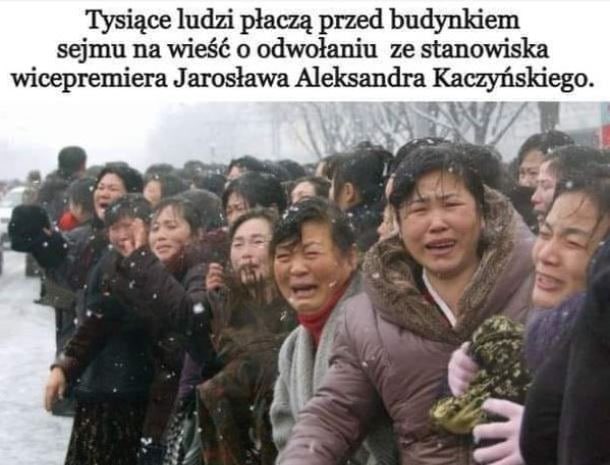 Tysiące ludzi płaczą przed budynkiem
sejmu na wieść o odwołaniu ze stanowiska
wicepremiera Jarosława Aleksandra Kaczyńskiego.